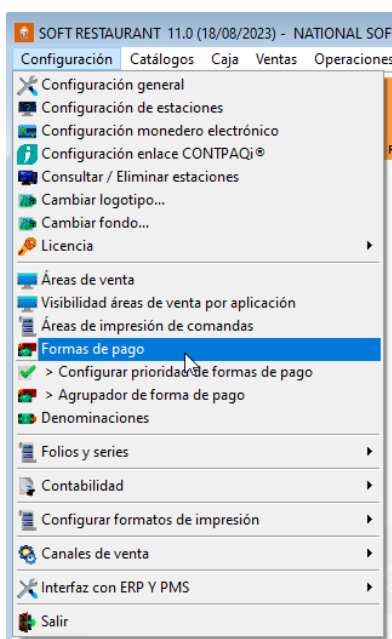 SOFT RESTAURANT 11.0 (18/08/2023) - NATIONAL SOF
Configuración Catálogos Caja Ventas Operaciones
Configuración general
Configuración de estaciones
Configuración monedero electrónico
Configuración enlace CONTPAQi®
Consultar / Eliminar estaciones
Cambiar logotipo...
Cambiar fondo...
Licencia
Áreas de venta
Visibilidad áreas de venta por aplicación
Áreas de impresión de comandas
Formas de pago
> Configurar prioridad de formas de pago
> Agrupador de forma de pago
Denominaciones
Folios y series
Contabilidad
Configurar formatos de impresión
Canales de venta
Interfaz con ERP Y PMS
Salir